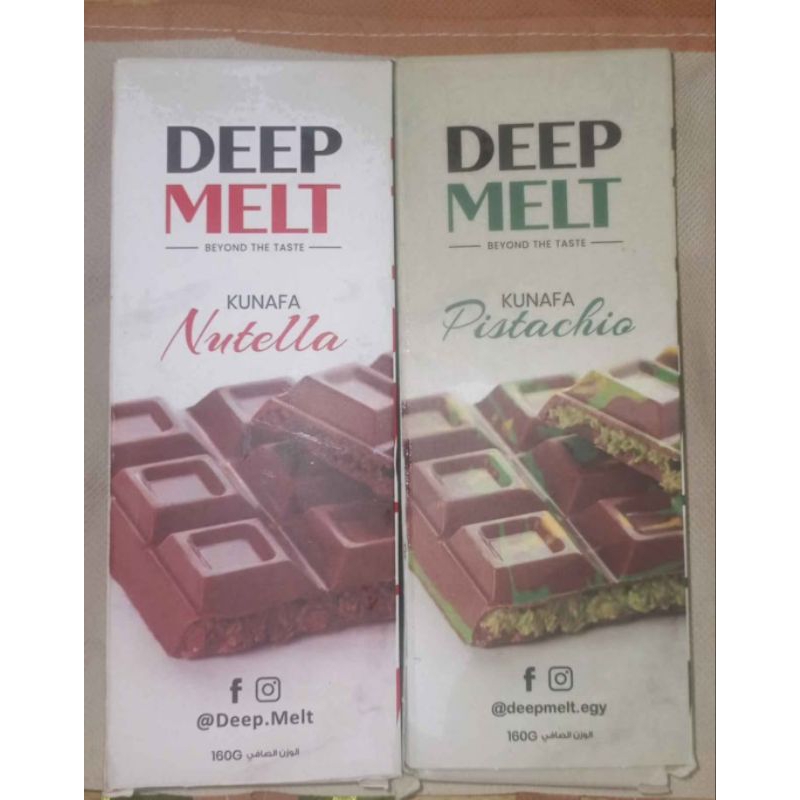 DEEP
MELT
BEYOND THE TASTE
KUNAFA
Nutella
@Deep.Melt
160G الوزن الصافي
DEEP
MELT
BEYOND THE TASTE
KUNAFA
Pistachio
@deepmelt.egy
160G الوزن الصافي